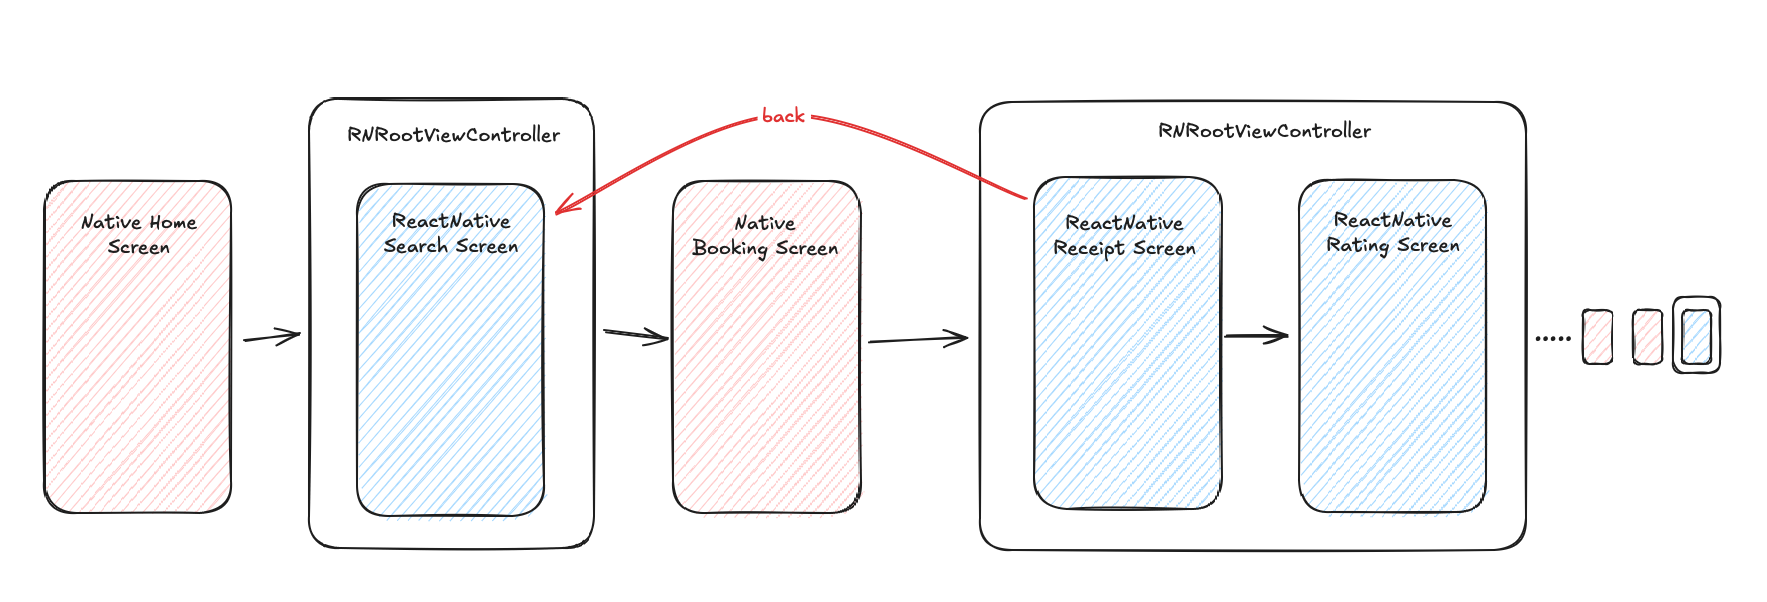 back
RNRootViewController
RNRootViewController
Native Home
Screen
ReactNative
Search Screen
Native
Booking Screen
ReactNative
Receipt Screen
ReactNative
Rating Screen